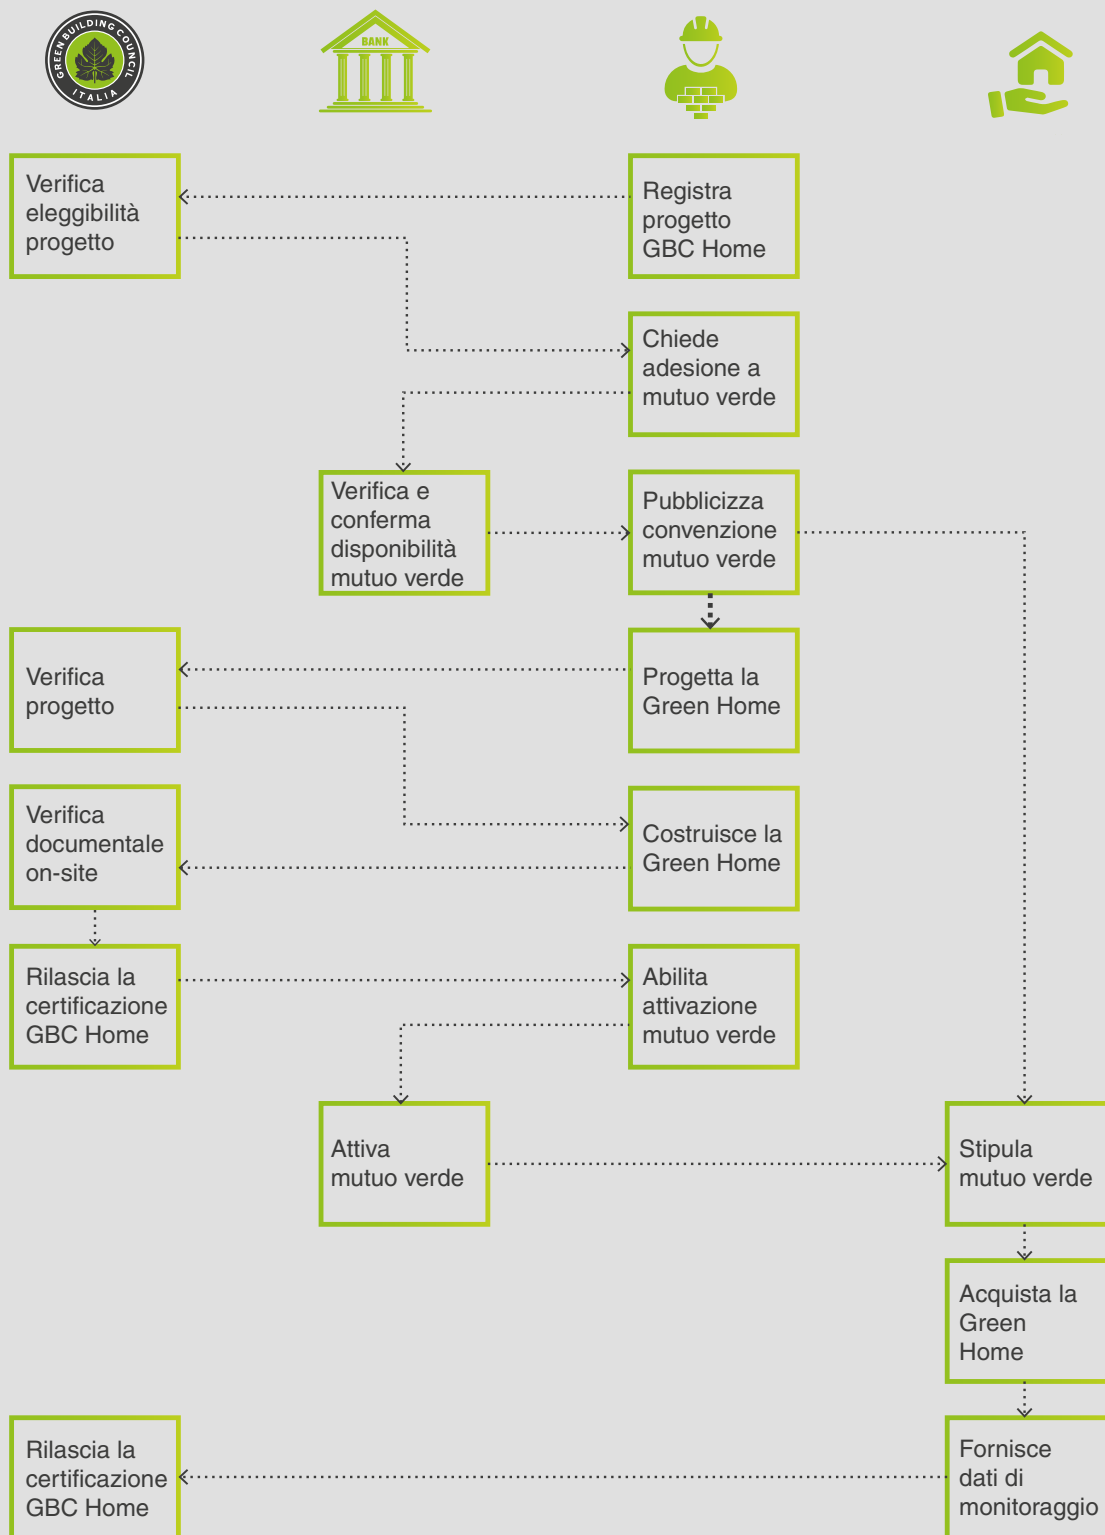 GREEN BUILDING COUNCIL
ITALIA
BANK
Verifica
eleggibilità
progetto
Registra
progetto
GBC Home
Chiede
adesione a
mutuo verde
Verifica e
conferma
disponibilità
mutuo verde
Pubblicizza
convenzione
mutuo verde
Verifica
progetto
Progetta la
Green Home
Verifica
documentale
on-site
Costruisce la
Green Home
Rilascia la
certificazione
GBC Home
Abilita
attivazione
mutuo verde
Attiva
mutuo verde
Stipula
mutuo verde
Acquista la
Green
Home
Rilascia la
certificazione
GBC Home
Fornisce
dati di
monitoraggio